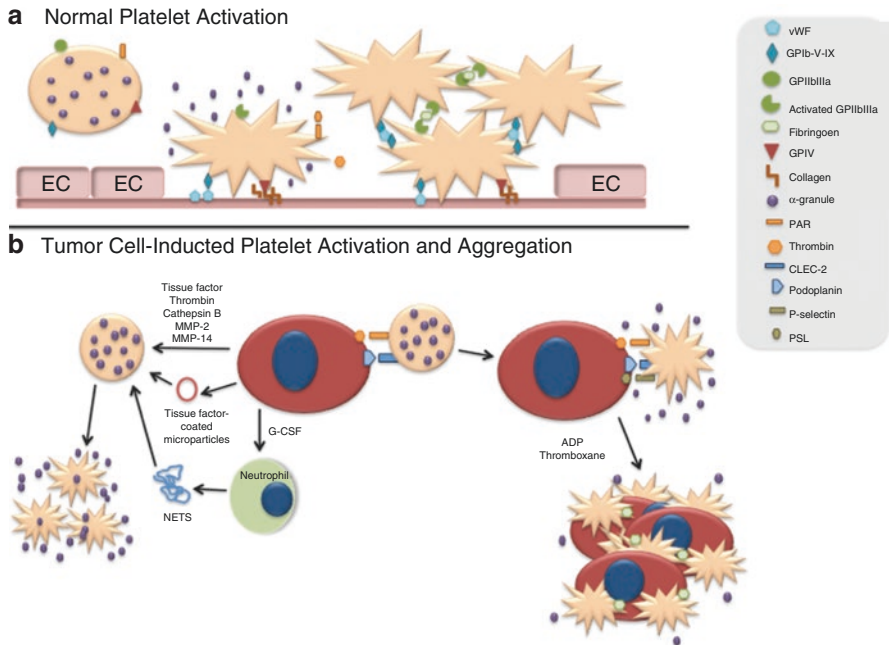 a Normal Platelet Activation
EC
EC
EC
vWF
GPIb-V-IX
GPIIbIIIa
Activated GPIIbIIIa
Fibringoen
GPIV
Collagen
α-granule
PAR
Thrombin
CLEC-2
Podoplanin
P-selectin
PSL
b Tumor Cell-Inducted Platelet Activation and Aggregation
Tissue factor
Thrombin
Cathepsin B
MMP-2
MMP-14
Tissue factor-
coated
microparticles
G-CSF
Neutrophil
NETS
ADP
Thromboxane